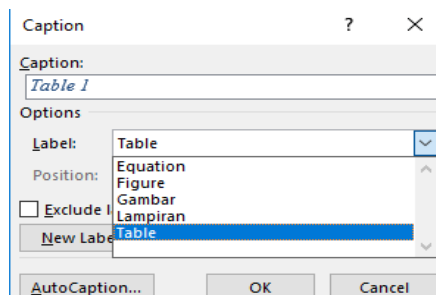 Caption ? ×
Caption:
Table 1
Options
Label: Table
Equation
Position: Figure
Gambar
Exclude l Lampiran
New Labe Table
AutoCaption... OK Cancel